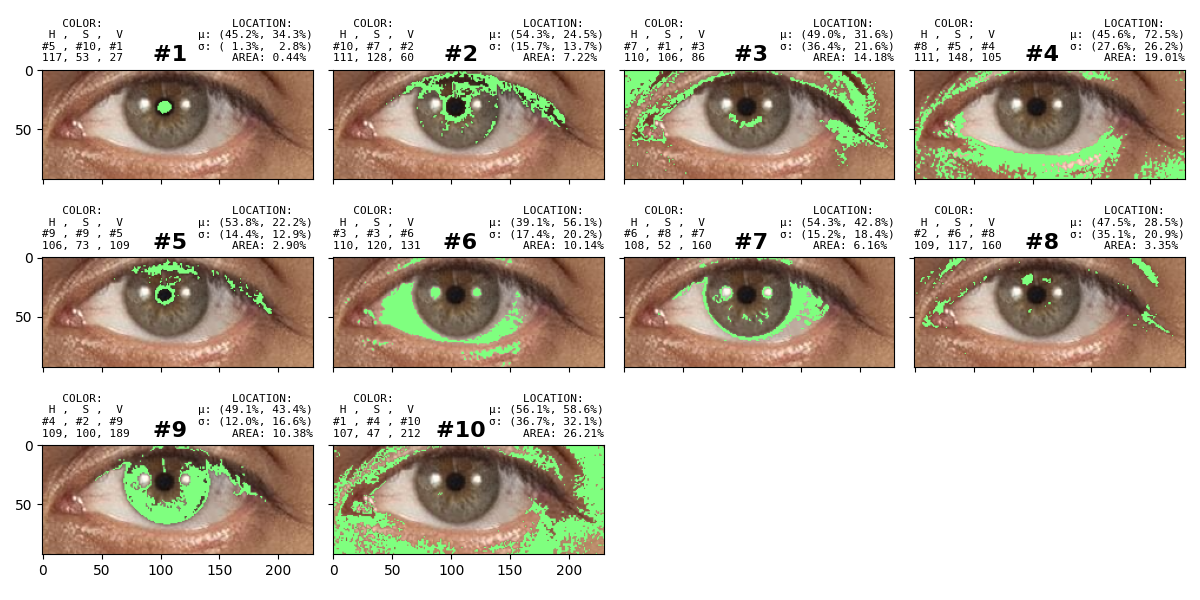 COLOR: LOCATION:
H , S , V μ: (45.2%, 34.3%)
#5 , #10, #1 σ: ( 1.3%, 2.8%)
117, 53 , 27 #1 AREA: 0.44%
COLOR: LOCATION:
H , S , V μ: (54.3%, 24.5%)
#10, #7 , #2 σ: (15.7%, 13.7%)
111, 128, 60 #2 AREA: 7.22%
COLOR: LOCATION:
H , S , V μ: (49.0%, 31.6%)
#7 , #1 , #3 σ: (36.4%, 21.6%)
110, 106, 86 #3 AREA: 14.18%
COLOR: LOCATION:
H , S , V μ: (45.6%, 72.5%)
#8 , #5 , #4 σ: (27.6%, 26.2%)
111, 148, 105 #4 AREA: 19.01%
0
50
COLOR: LOCATION:
H , S , V μ: (53.8%, 22.2%)
#9 , #9 , #5 σ: (14.4%, 12.9%)
106, 73 , 109 #5 AREA: 2.90%
COLOR: LOCATION:
H , S , V μ: (39.1%, 56.1%)
#3 , #3 , #6 σ: (17.4%, 20.2%)
110, 120, 131 #6 AREA: 10.14%
COLOR: LOCATION:
H , S , V μ: (54.3%, 42.8%)
#6 , #8 , #7 σ: (15.2%, 18.4%)
108, 52 , 160 #7 AREA: 6.16%
COLOR: LOCATION:
H , S , V μ: (47.5%, 28.5%)
#2 , #6 , #8 σ: (35.1%, 20.9%)
109, 117, 160 #8 AREA: 3.35%
0
50
COLOR: LOCATION:
H , S , V μ: (49.1%, 43.4%)
#4 , #2 , #9 σ: (12.0%, 16.6%)
109, 100, 189 #9 AREA: 10.38%
COLOR: LOCATION:
H , S , V μ: (56.1%, 58.6%)
#1 , #4 , #10 σ: (36.7%, 32.1%)
107, 47 , 212 #10 AREA: 26.21%
0
50
0 50 100 150 200
0 50 100 150 200